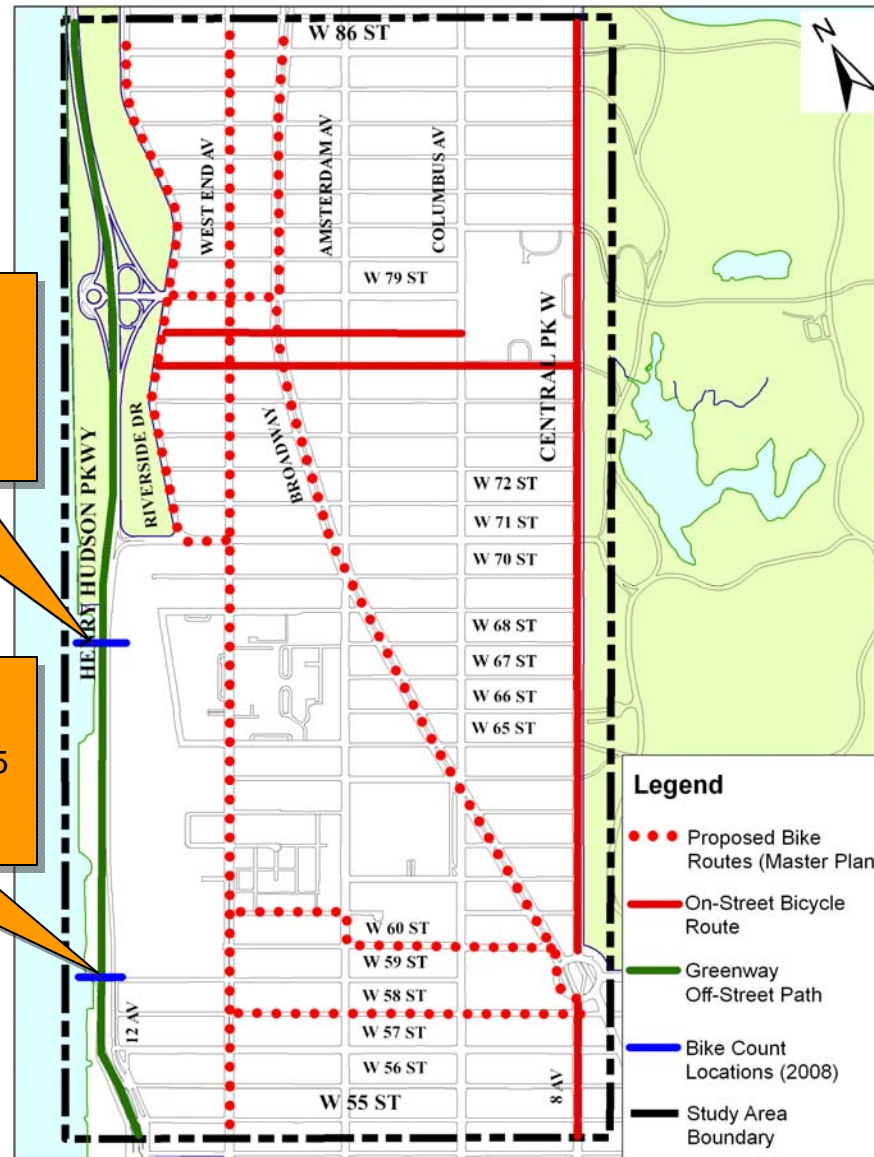 W 86 ST
N
WEST END AV
AMSTERDAM AV
COLUMBUS AV
W 79 ST
CENTRAL PK W
HENRY HUDSON PKWY
RIVERSIDE DR
BROADWAY
W 72 ST
W 71 ST
W 70 ST
W 68 ST
W 67 ST
W 66 ST
W 65 ST
5
W 60 ST
W 59 ST
W 58 ST
W 57 ST
W 56 ST
W 55 ST
12 AV
8 AV
Legend
Proposed Bike
Routes (Master Plan
On-Street Bicycle
Route
Greenway
Off-Street Path
Bike Count
Locations (2008)
Study Area
Boundary